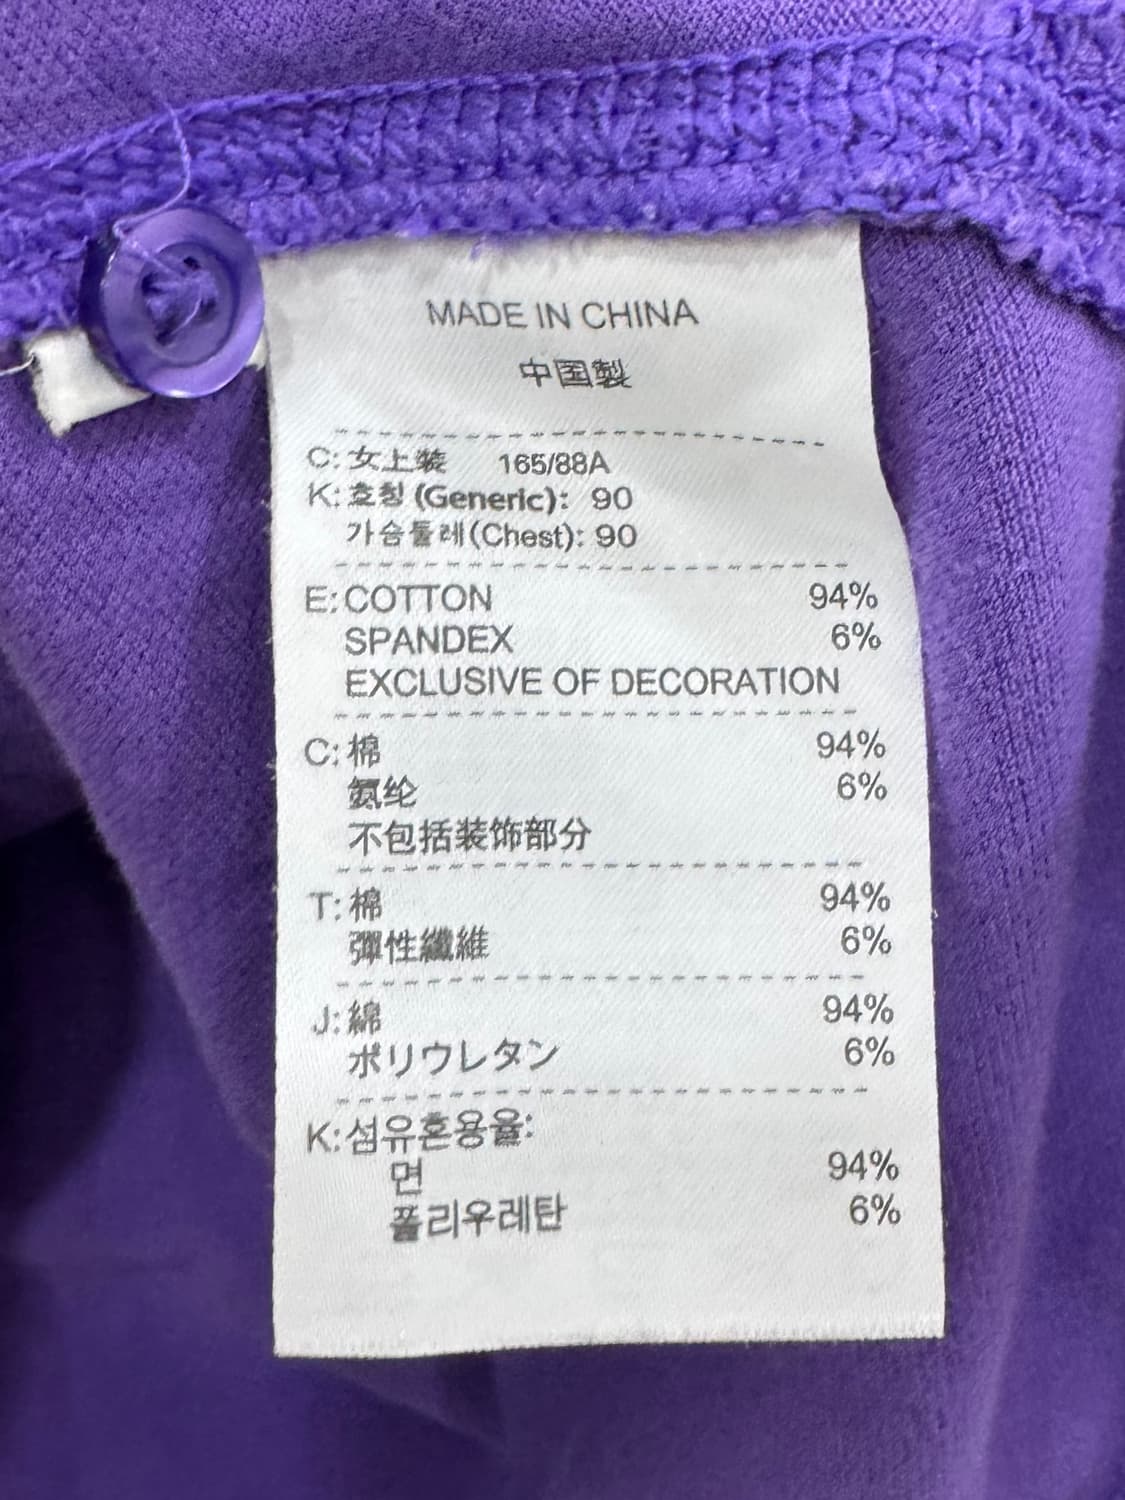 MADE IN CHINA
中国製
C: 女上装 165/88A
K: 호칭 (Generic): 90
가슴둘레(Chest): 90
E: COTTON 94%
SPANDEX 6%
EXCLUSIVE OF DECORATION
C: 棉 94%
氨纶 6%
不包括装饰部分
T: 棉 94%
彈性纖維 6%
J: 綿 94%
ポリウレタン 6%
K: 섬유혼용율:
면 94%
폴리우레탄 6%